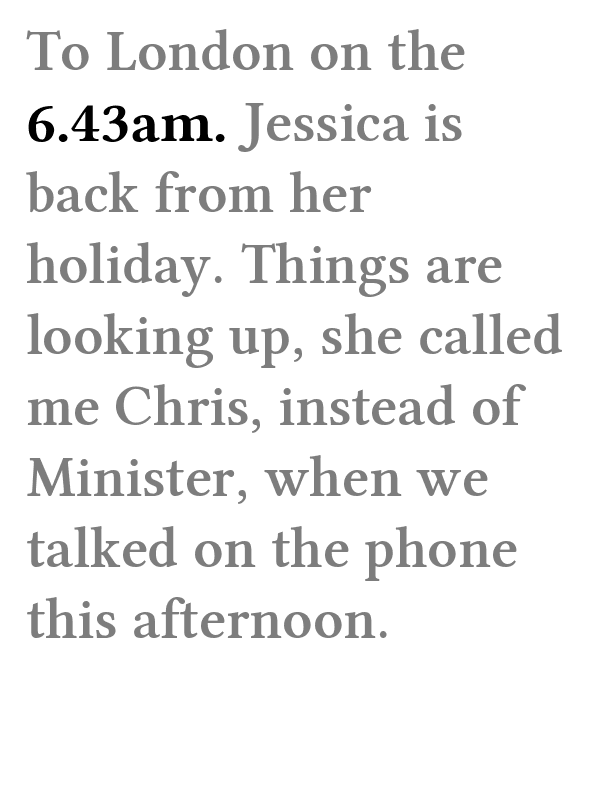 To London on the
6.43am. Jessica is
back from her
holiday. Things are
looking up, she called
me Chris, instead of
Minister, when we
talked on the phone
this afternoon.